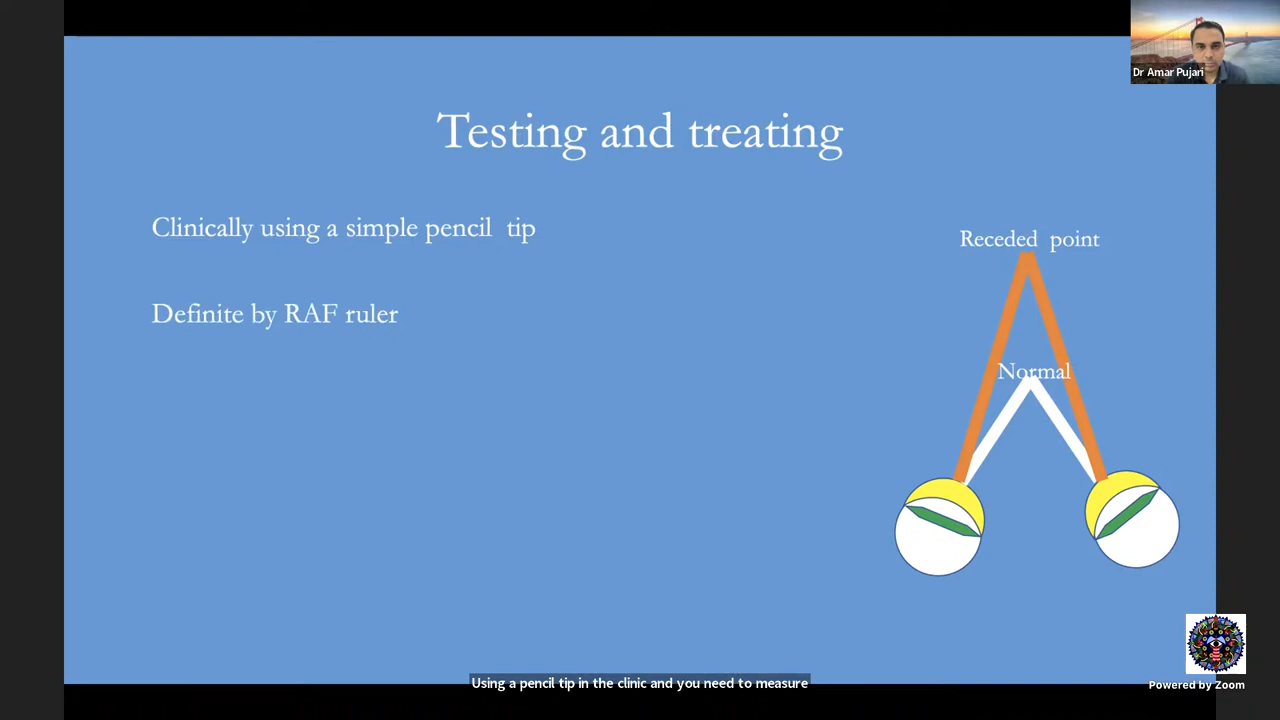 Dr Amar Pujari
Testing and treating
Clinically using a simple pencil tip
Definite by RAF ruler
Receded point
Normal
Using a pencil tip in the clinic and you need to measure
Powered by Zoom